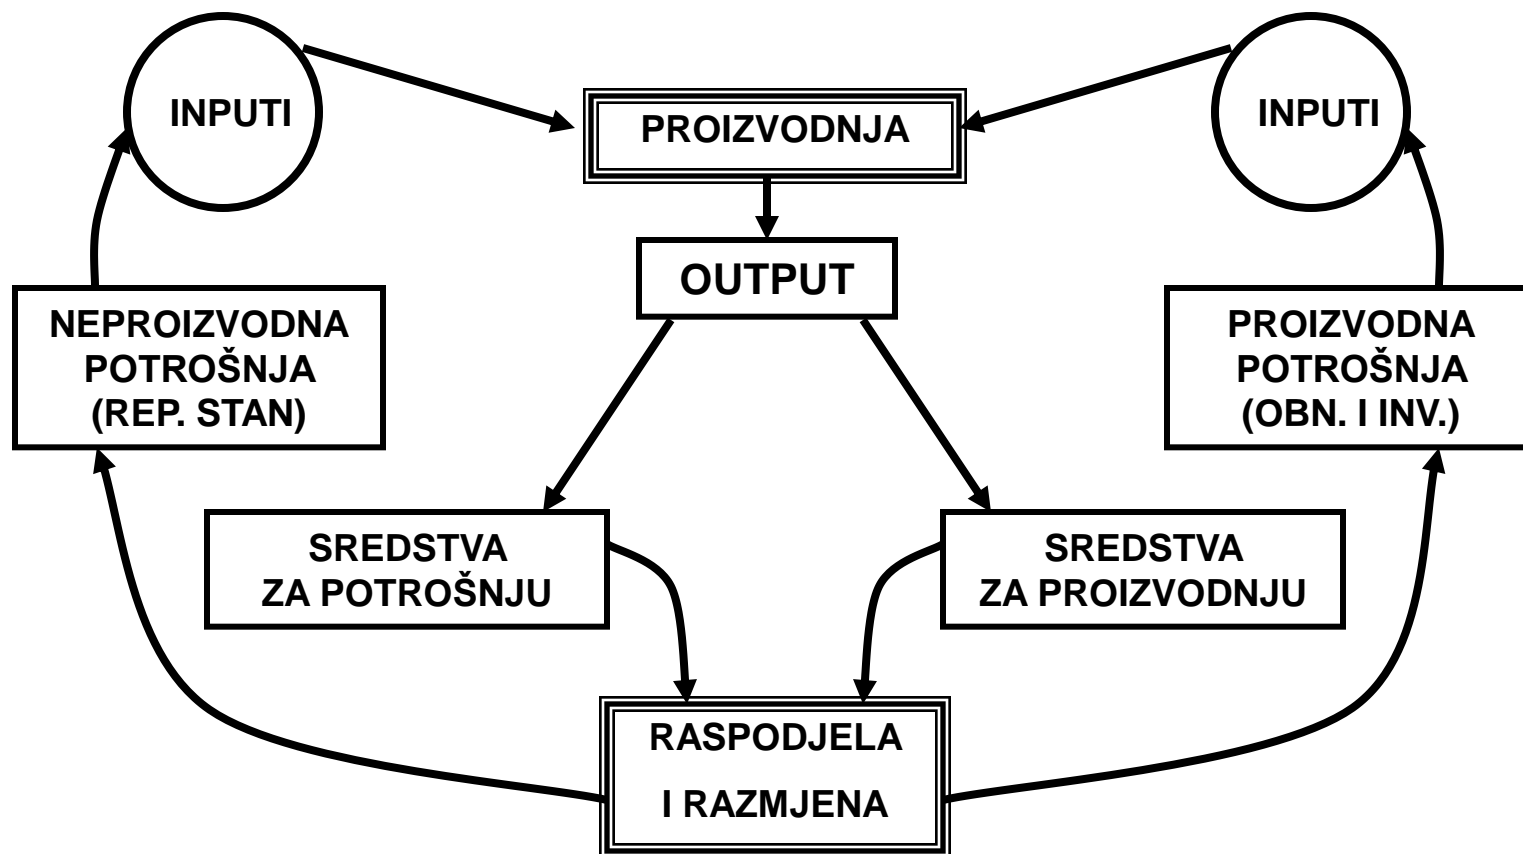 INPUTI
PROIZVODNJA
INPUTI
OUTPUT
NEPROIZVODNA
POTROŠNJA
(REP. STAN)
PROIZVODNA
POTROŠNJA
(OBN. I INV.)
SREDSTVA
ZA POTROŠNJU
SREDSTVA
ZA PROIZVODNJU
RASPODJELA
I RAZMJENA